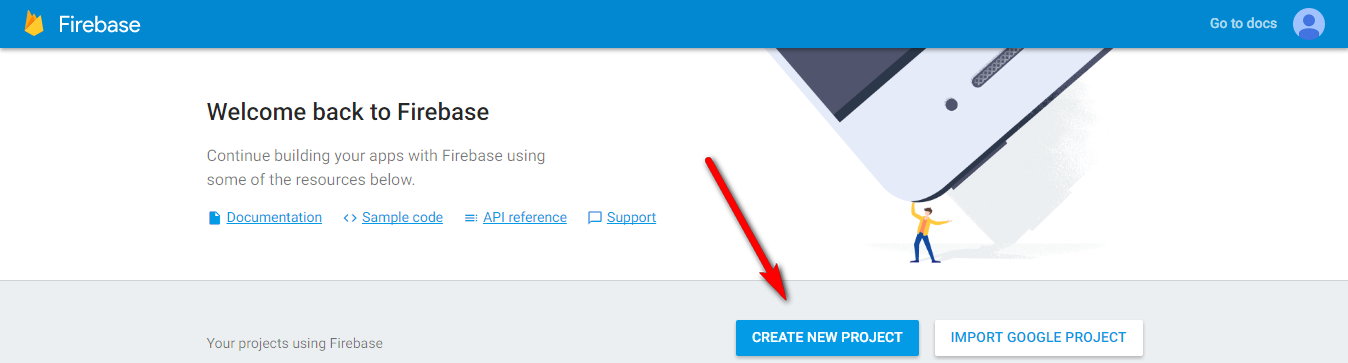 Firebase
Go to docs
Welcome back to Firebase
Continue building your apps with Firebase using
some of the resources below.
Documentation Sample code API reference Support
Your projects using Firebase
CREATE NEW PROJECT
IMPORT GOOGLE PROJECT